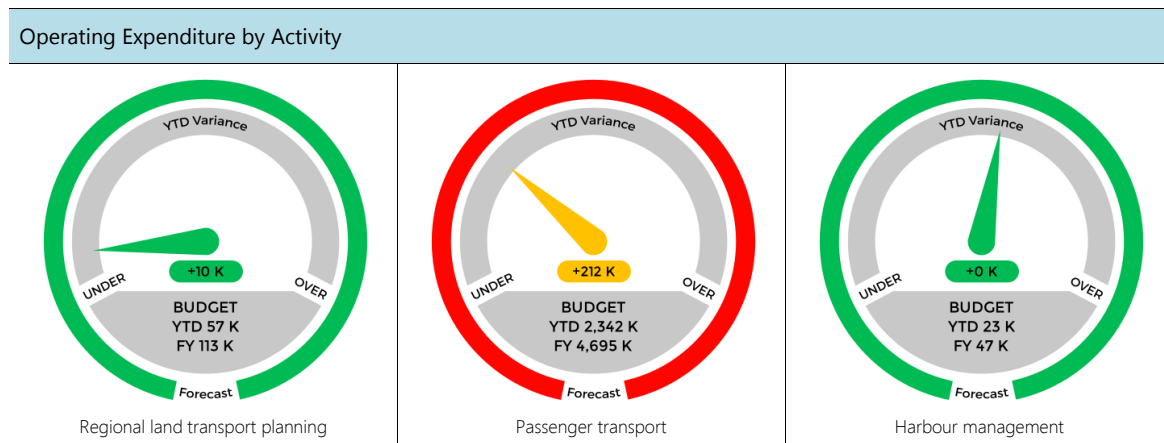 Operating Expenditure by Activity
YTD Variance
+10 K
UNDER
OVER
BUDGET
YTD 57 K
FY 113 K
Forecast
Regional land transport planning
YTD Variance
+212 K
UNDER
OVER
BUDGET
YTD 2,342 K
FY 4,695 K
Forecast
Passenger transport
YTD Variance
+0 K
UNDER
OVER
BUDGET
YTD 23 K
FY 47 K
Forecast
Harbour management